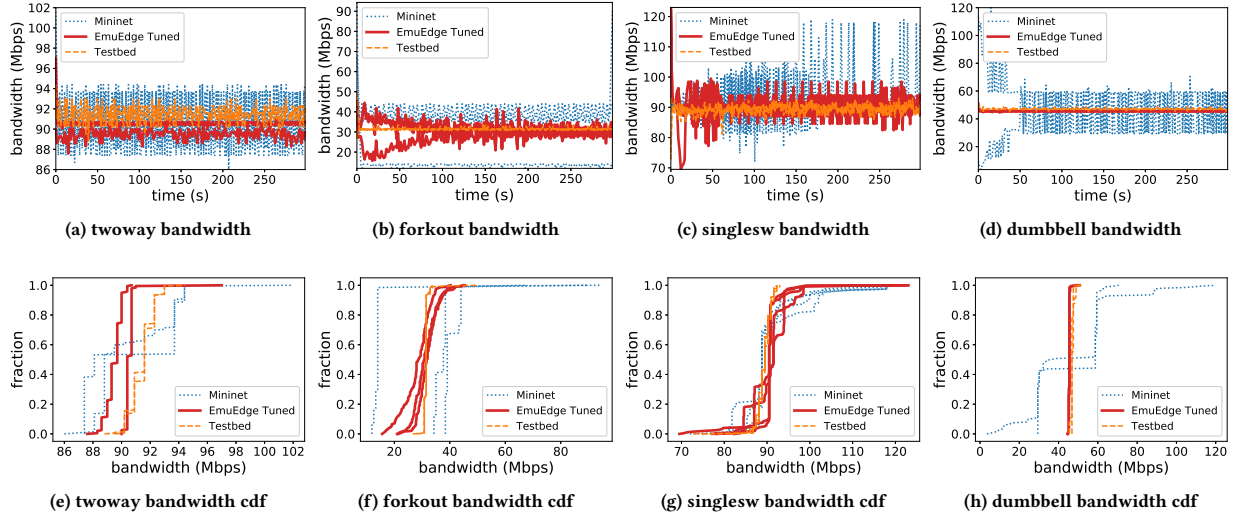 102
100
98
96
94
92
90
88
86
bandwidth (Mbps)
Mininet
EmuEdge Tuned
Testbed
0 50 100 150 200 250
time (s)
(a) twoway bandwidth
90
80
70
60
50
40
30
20
bandwidth (Mbps)
Mininet
EmuEdge Tuned
Testbed
0 50 100 150 200 250
time (s)
(b) forkout bandwidth
120
110
100
90
80
70
bandwidth (Mbps)
Mininet
EmuEdge Tuned
Testbed
0 50 100 150 200 250
time (s)
(c) singlesw bandwidth
120
100
80
60
40
20
bandwidth (Mbps)
Mininet
EmuEdge Tuned
Testbed
0 50 100 150 200 250
time (s)
(d) dumbbell bandwidth
1.0
0.8
0.6
0.4
0.2
0.0
fraction
Mininet
EmuEdge Tuned
Testbed
86 88 90 92 94 96 98 100 102
bandwidth (Mbps)
(e) twoway bandwidth cdf
1.0
0.8
0.6
0.4
0.2
0.0
fraction
Mininet
EmuEdge Tuned
Testbed
20 40 60 80
bandwidth (Mbps)
(f) forkout bandwidth cdf
1.0
0.8
0.6
0.4
0.2
0.0
fraction
Mininet
EmuEdge Tuned
Testbed
70 80 90 100 110 120
bandwidth (Mbps)
(g) singlesw bandwidth cdf
1.0
0.8
0.6
0.4
0.2
0.0
fraction
Mininet
EmuEdge Tuned
Testbed
0 20 40 60 80 100 120
bandwidth (Mbps)
(h) dumbbell bandwidth cdf